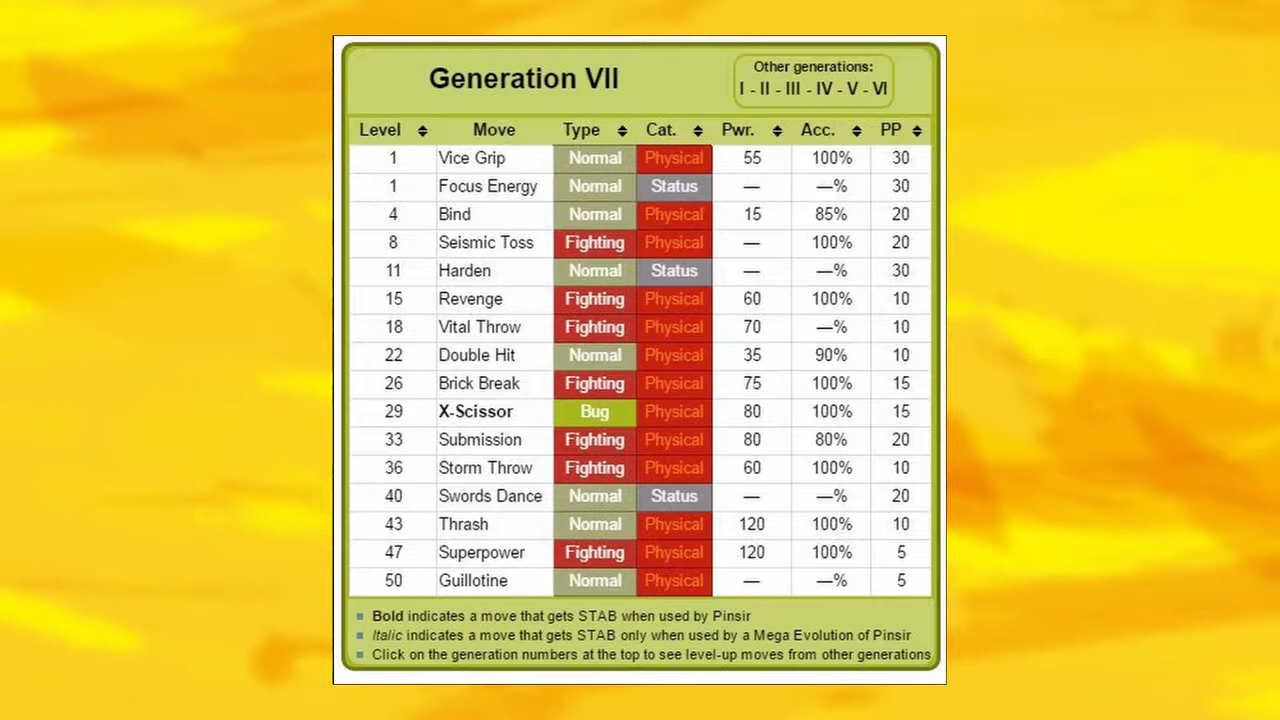 Generation VII
Other generations:
I - II - III - IV - V - VI
Level Move Type Cat. Pwr. Acc. PP
1 Vice Grip Normal Physical 55 100% 30
1 Focus Energy Normal Status — —% 30
4 Bind Normal Physical 15 85% 20
8 Seismic Toss Fighting Physical — 100% 20
11 Harden Normal Status — —% 30
15 Revenge Fighting Physical 60 100% 10
18 Vital Throw Fighting Physical 70 —% 10
22 Double Hit Normal Physical 35 90% 10
26 Brick Break Fighting Physical 75 100% 15
29 X-Scissor Bug Physical 80 100% 15
33 Submission Fighting Physical 80 80% 20
36 Storm Throw Fighting Physical 60 100% 10
40 Swords Dance Normal Status — —% 20
43 Thrash Normal Physical 120 100% 10
47 Superpower Fighting Physical 120 100% 5
50 Guillotine Normal Physical — —% 5
Bold indicates a move that gets STAB when used by Pinsir
Italic indicates a move that gets STAB only when used by a Mega Evolution of Pinsir
Click on the generation numbers at the top to see level-up moves from other generations